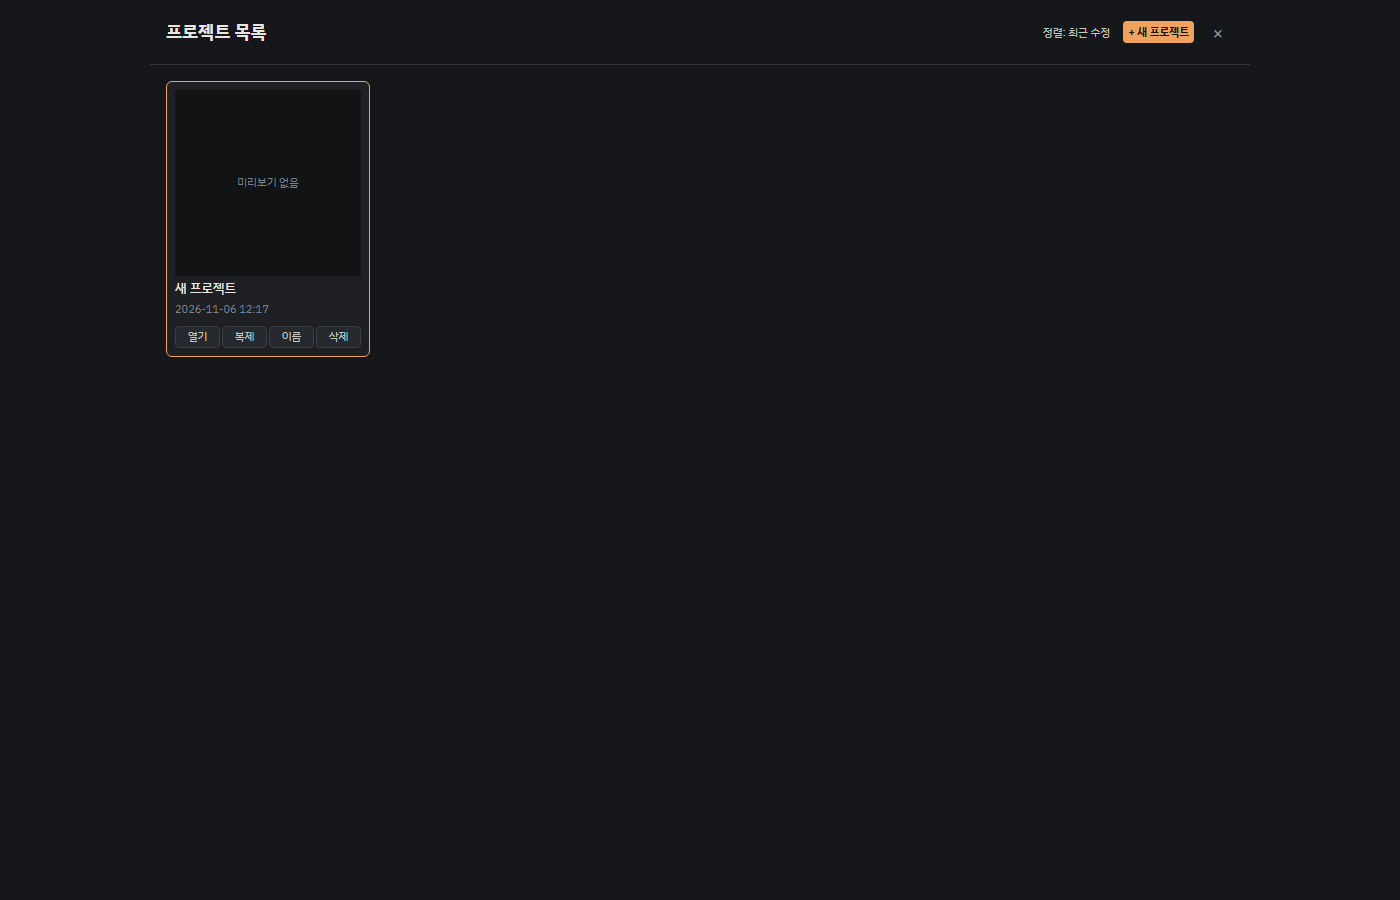 프로젝트 목록
정렬: 최근 수정
+ 새 프로젝트
×
미리보기 없음
새 프로젝트
2026-11-06 12:17
열기 복제 이름 삭제